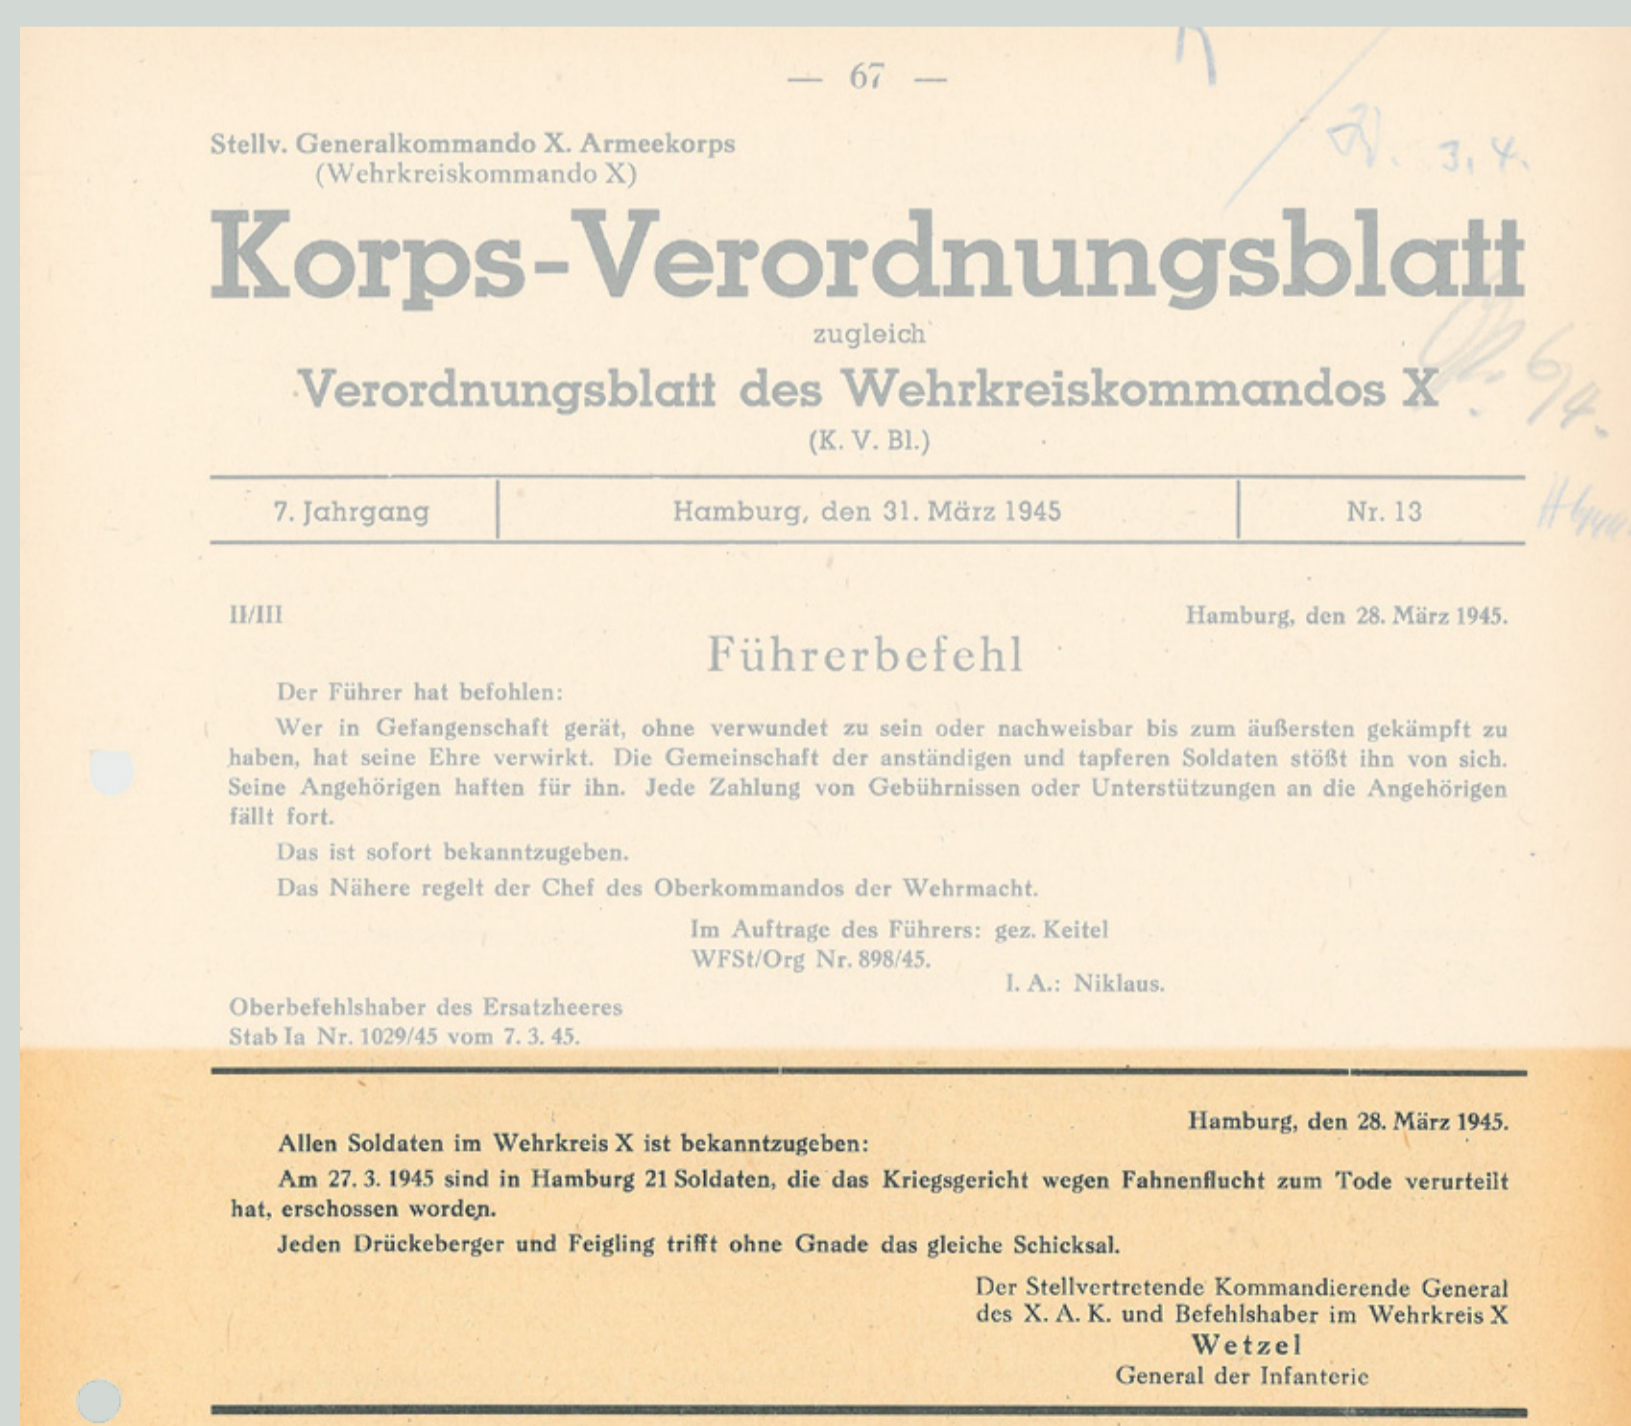 — 67 —
3. 4.
Stellv. Generalkommando X. Armeekorps
(Wehrkreiskommando X)
Korps-Verordnungsblatt
zugleich
Verordnungsblatt des Wehrkreiskommandos X
6/4.
(K. V. Bl.)
7. Jahrgang
Hamburg, den 31. März 1945
Nr. 13
II/III
Hamburg, den 28. März 1945.
Führerbefehl
Der Führer hat befohlen:
Wer in Gefangenschaft gerät, ohne verwundet zu sein oder nachweisbar bis zum äußersten gekämpft zu
haben, hat seine Ehre verwirkt. Die Gemeinschaft der anständigen und tapferen Soldaten stößt ihn von sich.
Seine Angehörigen haften für ihn. Jede Zahlung von Gebührnissen oder Unterstützungen an die Angehörigen
fällt fort.
Das ist sofort bekanntzugeben.
Das Nähere regelt der Chef des Oberkommandos der Wehrmacht.
Im Auftrage des Führers: gez. Keitel
WFSt/Org Nr. 898/45.
I. A.: Niklaus.
Oberbefehlshaber des Ersatzheeres
Stab Ia Nr. 1029/45 vom 7. 3. 45.
Hamburg, den 28. März 1945.
Allen Soldaten im Wehrkreis X ist bekanntzugeben:
Am 27. 3. 1945 sind in Hamburg 21 Soldaten, die das Kriegsgericht wegen Fahnenflucht zum Tode verurteilt
hat, erschossen worden.
Jeden Drückeberger und Feigling trifft ohne Gnade das gleiche Schicksal.
Der Stellvertretende Kommandierende General
des X. A. K. und Befehlshaber im Wehrkreis X
Wetzel
General der Infanterie